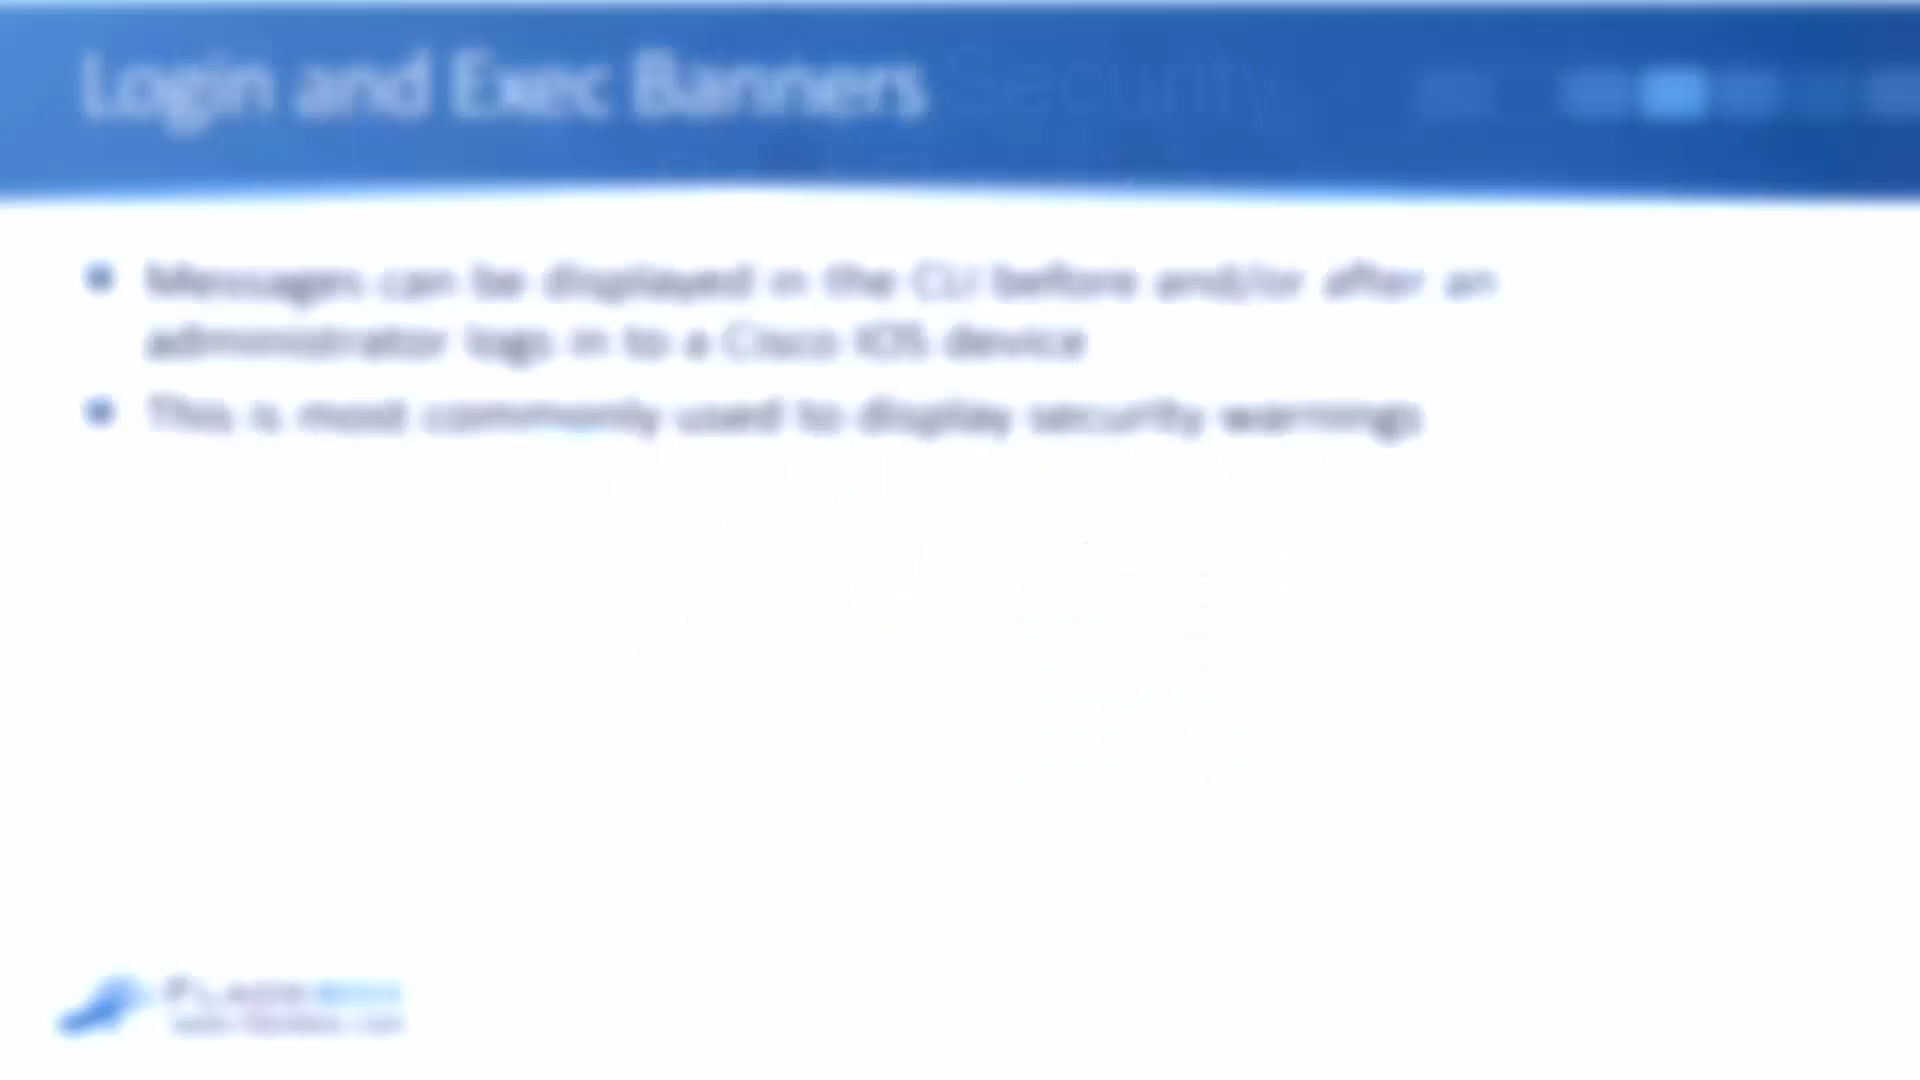 Login and Exec Banners Security
Messages can be displayed in the CLI before and/or after an
administrator logs in to a Cisco IOS device
This is most commonly used to display security warnings